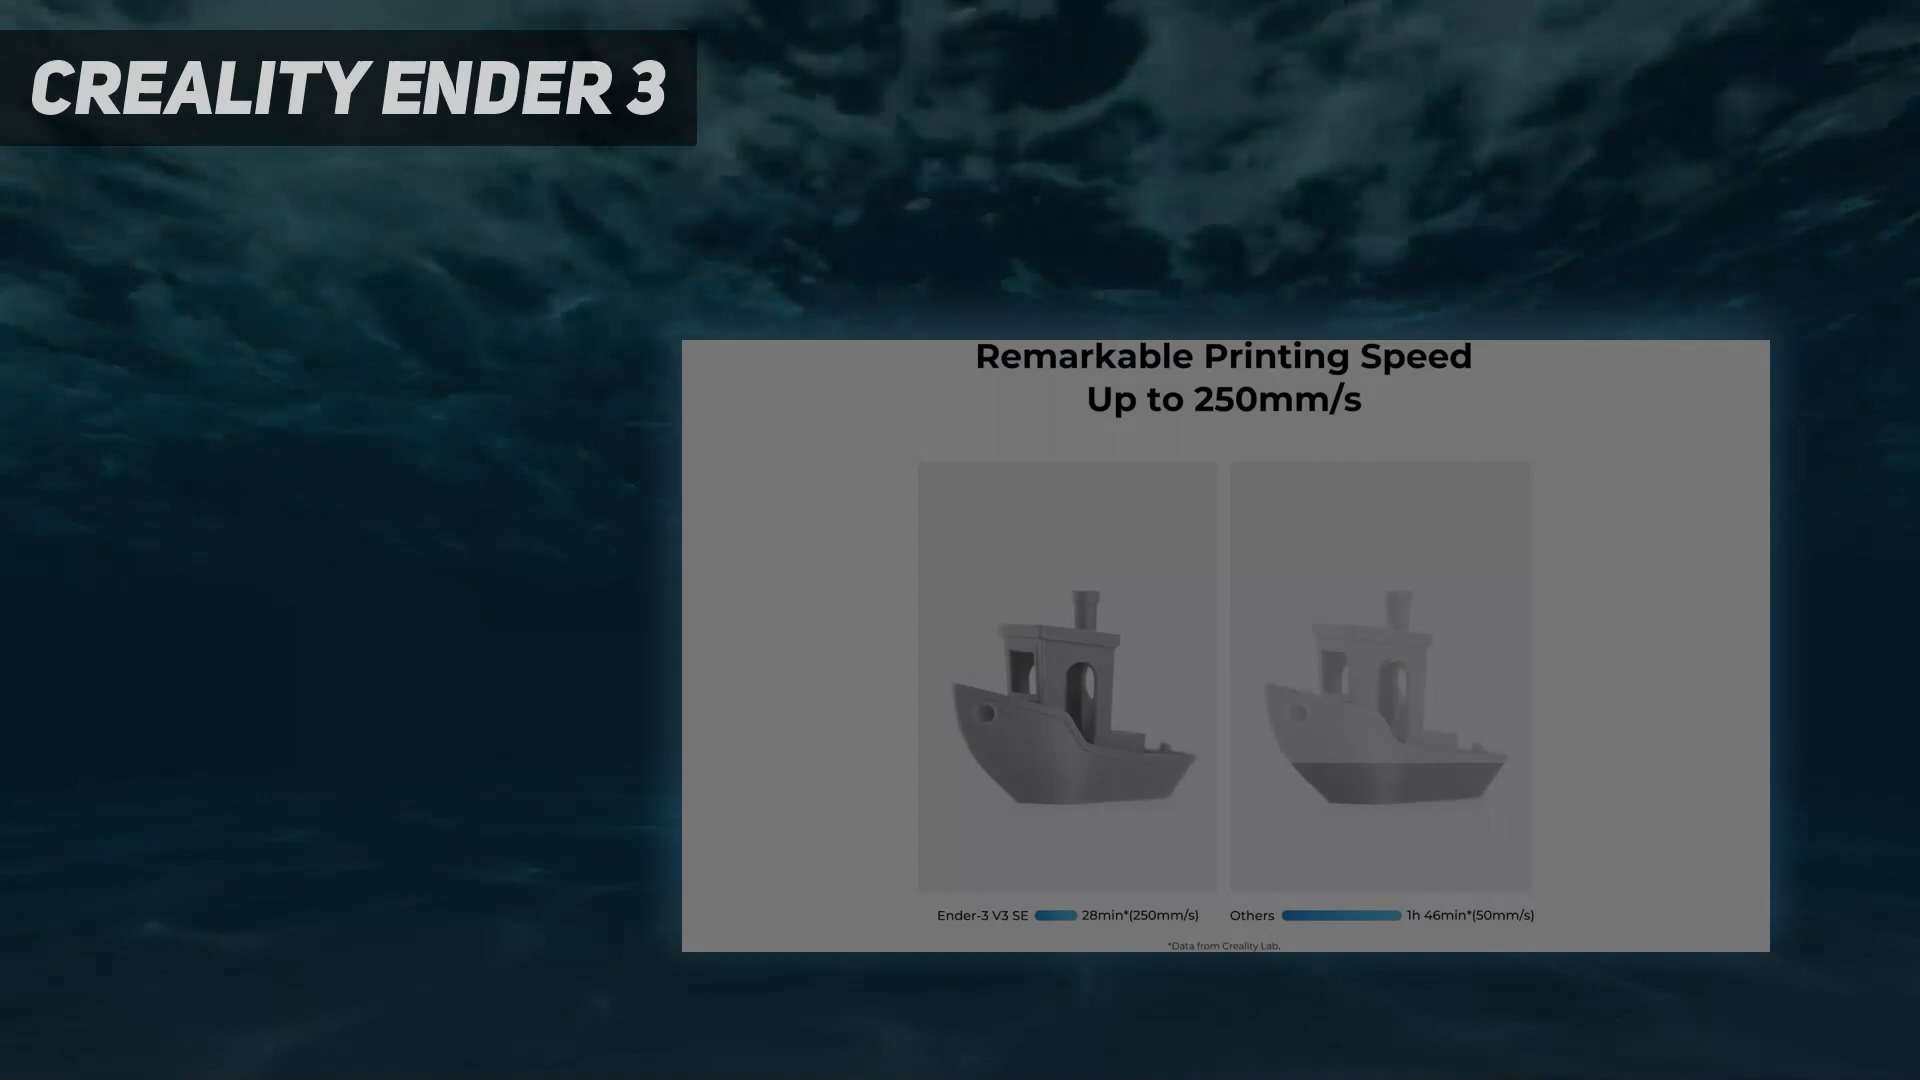 CREALITY ENDER 3
Remarkable Printing Speed
Up to 250mm/s
Ender-3 V3 SE 28min*(250mm/s)
Others 1h 46min*(50mm/s)
*Data from Creality Lab.